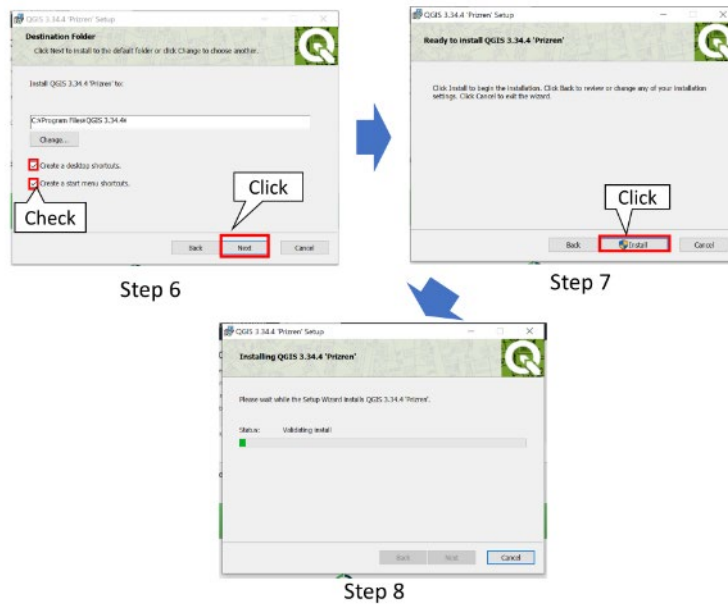 QGIS 3.34.4 'Prizren' Setup
Destination Folder
Click Next to install to the default folder or click Change to choose another.
Install QGIS 3.34.4 'Prizren' to:
C:\Program Files\QGIS 3.34.4\
Change...
Create a desktop shortcuts.
Create a start menu shortcuts.
Check
Click
Back
Next
Cancel
Step 6
QGIS 3.34.4 'Prizren' Setup
Ready to install QGIS 3.34.4 'Prizren'
Click Install to begin the installation. Click Back to review or change any of your installation
settings. Click Cancel to exit the wizard.
Click
Back
Install
Cancel
Step 7
QGIS 3.34.4 'Prizren' Setup
Installing QGIS 3.34.4 'Prizren'
Please wait while the Setup Wizard installs QGIS 3.34.4 'Prizren'.
Status: Validating install
Back
Next
Cancel
Step 8